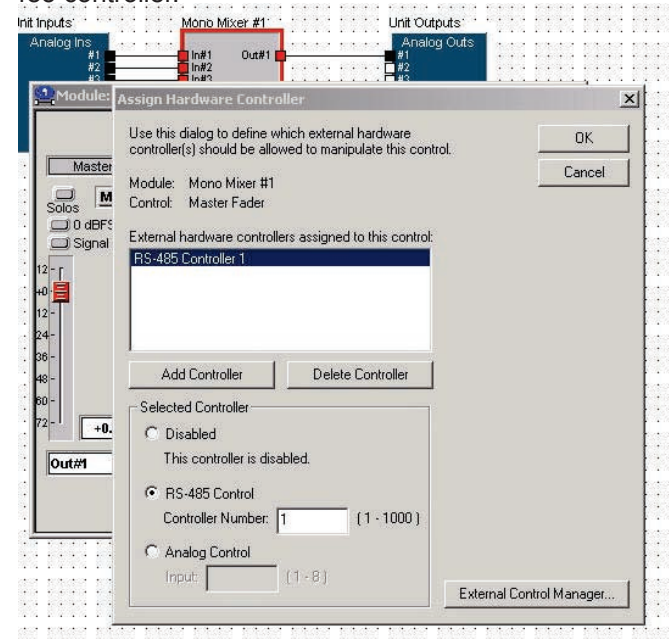 Unit Inputs Mono Mixer #1 Unit Outputs
Analog Ins Analog Outs
#1 In#1 Out#1 #1
#2 In#2 #2
#3 In#3 #3
Module: Assign Hardware Controller
Use this dialog to define which external hardware
controller(s) should be allowed to manipulate this control.
OK
Cancel
Module: Mono Mixer #1
Control: Master Fader
External hardware controllers assigned to this control:
RS-485 Controller 1
Add Controller Delete Controller
Selected Controller
Disabled
This controller is disabled.
RS-485 Control
Controller Number: 1 (1 - 1000)
Analog Control
Input: (1 - 8)
External Control Manager...
Master
M
Solos
0 dBFS
Signal
12
+0
12
24
36
48
60
72
+0.
Out#1